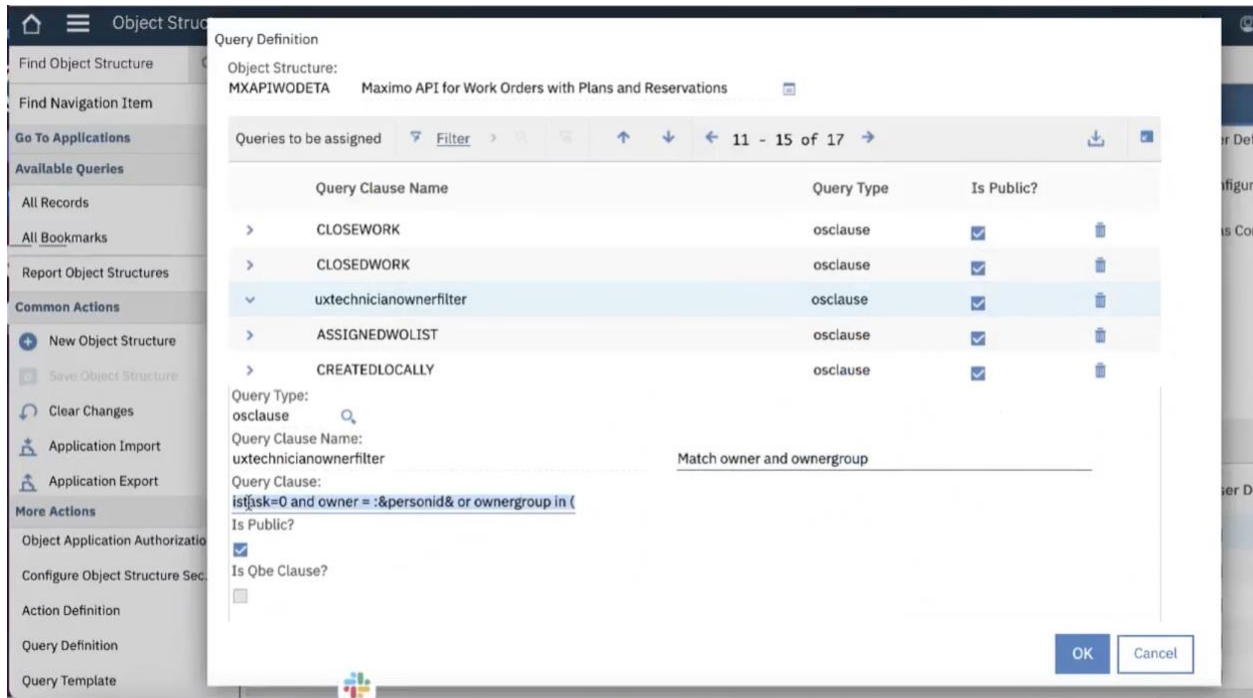 Object Struc
Find Object Structure
Find Navigation Item
Go To Applications
Available Queries
All Records
All Bookmarks
Report Object Structures
Common Actions
New Object Structure
Save Object Structure
Clear Changes
Application Import
Application Export
More Actions
Object Application Authorizatio
Configure Object Structure Sec.
Action Definition
Query Definition
Query Template
Query Definition
Object Structure:
MXAPIWODETA Maximo API for Work Orders with Plans and Reservations
Queries to be assigned Filter 11 - 15 of 17
Query Clause Name Query Type Is Public?
CLOSEWORK osclause
CLOSEDWORK osclause
uxtechnicianownerfilter osclause
ASSIGNEDWOLIST osclause
CREATEDLOCALLY osclause
Query Type:
osclause
Query Clause Name:
uxtechnicianownerfilter Match owner and ownergroup
Query Clause:
istask=0 and owner = :&personid& or ownergroup in (
Is Public?
Is Qbe Clause?
OK Cancel